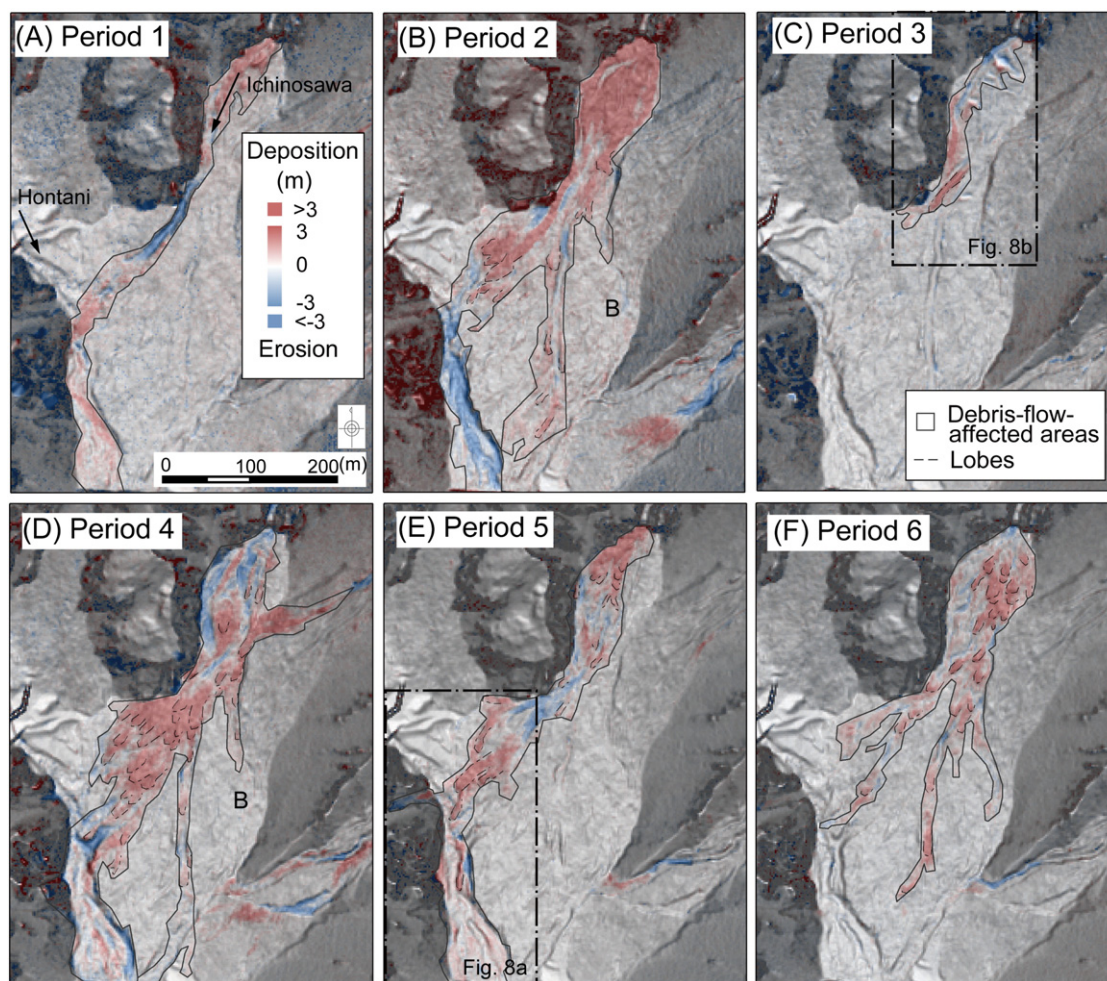 (A) Period 1
Ichinosawa
Hontani
Deposition
(m)
>3
3
0
-3
<-3
Erosion
0 100 200(m)
(B) Period 2
B
(C) Period 3
Fig. 8b
Debris-flow-
affected areas
Lobes
(D) Period 4
B
(E) Period 5
Fig. 8a
(F) Period 6